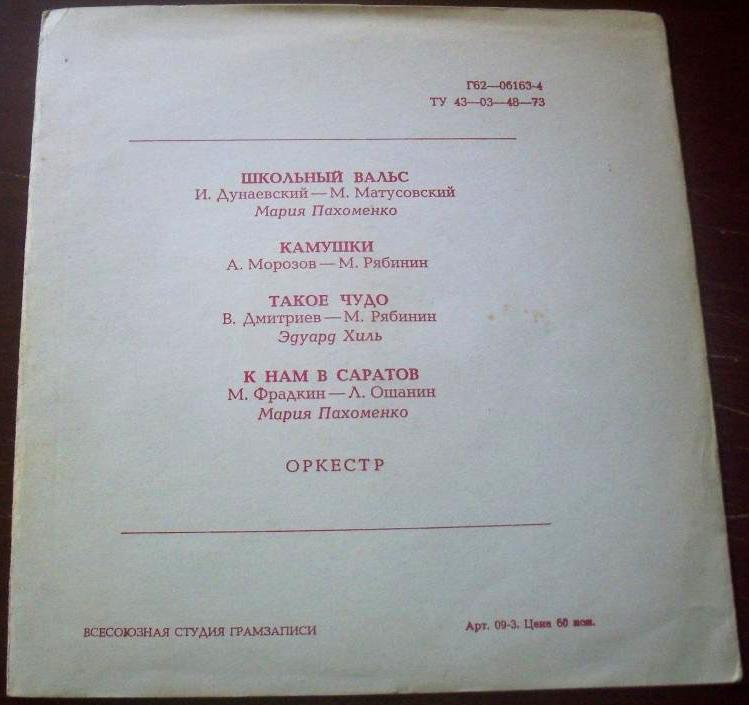 Г62—06163-4
ТУ 43—03—48—73
ШКОЛЬНЫЙ ВАЛЬС
И. Дунаевский — М. Матусовский
Мария Пахоменко
КАМУШКИ
А. Морозов — М. Рябинин
ТАКОЕ ЧУДО
В. Дмитриев — М. Рябинин
Эдуард Хиль
К НАМ В САРАТОВ
М. Фрадкин — Л. Ошанин
Мария Пахоменко
ОРКЕСТР
ВСЕСОЮЗНАЯ СТУДИЯ ГРАМЗАПИСИ
Арт. 09-3. Цена 60 коп.